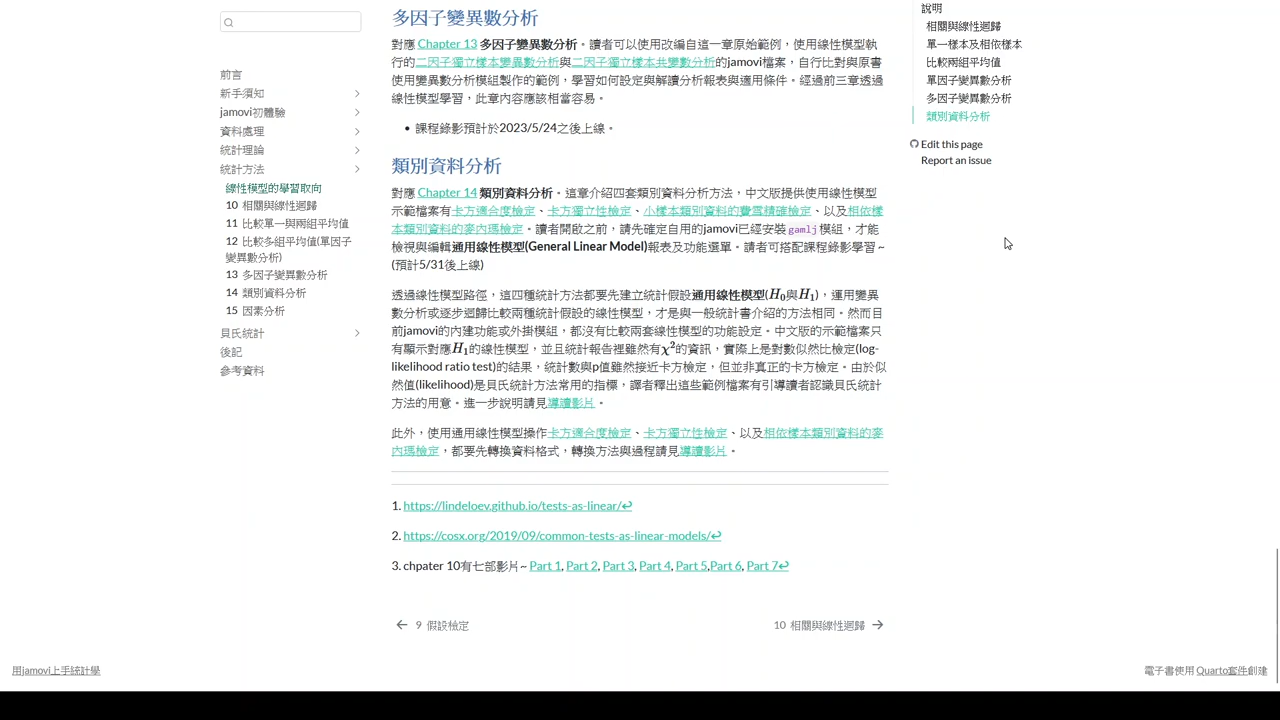 前言
新手須知
jamovi初體驗
資料處理
統計理論
統計方法
線性模型的學習取向
10 相關與線性迴歸
11 比較單一與兩組平均值
12 比較多組平均值(單因子
變異數分析)
13 多因子變異數分析
14 類別資料分析
15 因素分析
貝氏統計
後記
參考資料
多因子變異數分析
對應 Chapter 13 多因子變異數分析。讀者可以使用改編自這一章原始範例，使用線性模型執
行的二因子獨立樣本變異數分析與二因子獨立樣本共變數分析的jamovi檔案，自行比對與原書
使用變異數分析模組製作的範例，學習如何設定與解讀分析報表與適用條件。經過前三章透過
線性模型學習，此章內容應該相當容易。
• 課程錄影預計於2023/5/24之後上線。
類別資料分析
對應 Chapter 14 類別資料分析。這章介紹四套類別資料分析方法，中文版提供使用線性模型
示範檔案有卡方適合度檢定、卡方獨立性檢定、小樣本類別資料的費雪精確檢定、以及相依樣
本類別資料的麥內瑪檢定。讀者開啟之前，請先確定自用的jamovi已經安裝 gamlj 模組，才能
檢視與編輯通用線性模型(General Linear Model)報表及功能選單。請者可搭配課程錄影學習~
(預計5/31後上線)
透過線性模型路徑，這四種統計方法都要先建立統計假設通用線性模型(H₀與H₁)，運用變異
數分析或逐步迴歸比較兩種統計假設的線性模型，才是與一般統計書介紹的方法相同。然而目
前jamovi的內建功能或外掛模組，都沒有比較兩套線性模型的功能設定。中文版的示範檔案只
有顯示對應H₁的線性模型，並且統計報告裡雖然有χ²的資訊，實際上是對數似然比檢定(log-
likelihood ratio test)的結果，統計數與p值雖然接近卡方檢定，但並非真正的卡方檢定。由於似
然值(likelihood)是貝氏統計方法常用的指標，譯者釋出這些範例檔案有引導讀者認識貝氏統計
方法的用意。進一步說明請見導讀影片。
此外，使用通用線性模型操作卡方適合度檢定、卡方獨立性檢定、以及相依樣本類別資料的麥
內瑪檢定，都要先轉換資料格式，轉換方法與過程請見導讀影片。
1. https://lindeloev.github.io/tests-as-linear/↩
2. https://cosx.org/2019/09/common-tests-as-linear-models/↩
3. chpater 10有七部影片~ Part 1, Part 2, Part 3, Part 4, Part 5,Part 6, Part 7↩
← 9 假設檢定
10 相關與線性迴歸 →
說明
相關與線性迴歸
單一樣本及相依樣本
比較兩組平均值
單因子變異數分析
多因子變異數分析
類別資料分析
Edit this page
Report an issue
用jamovi上手統計學
電子書使用 Quarto套件創建